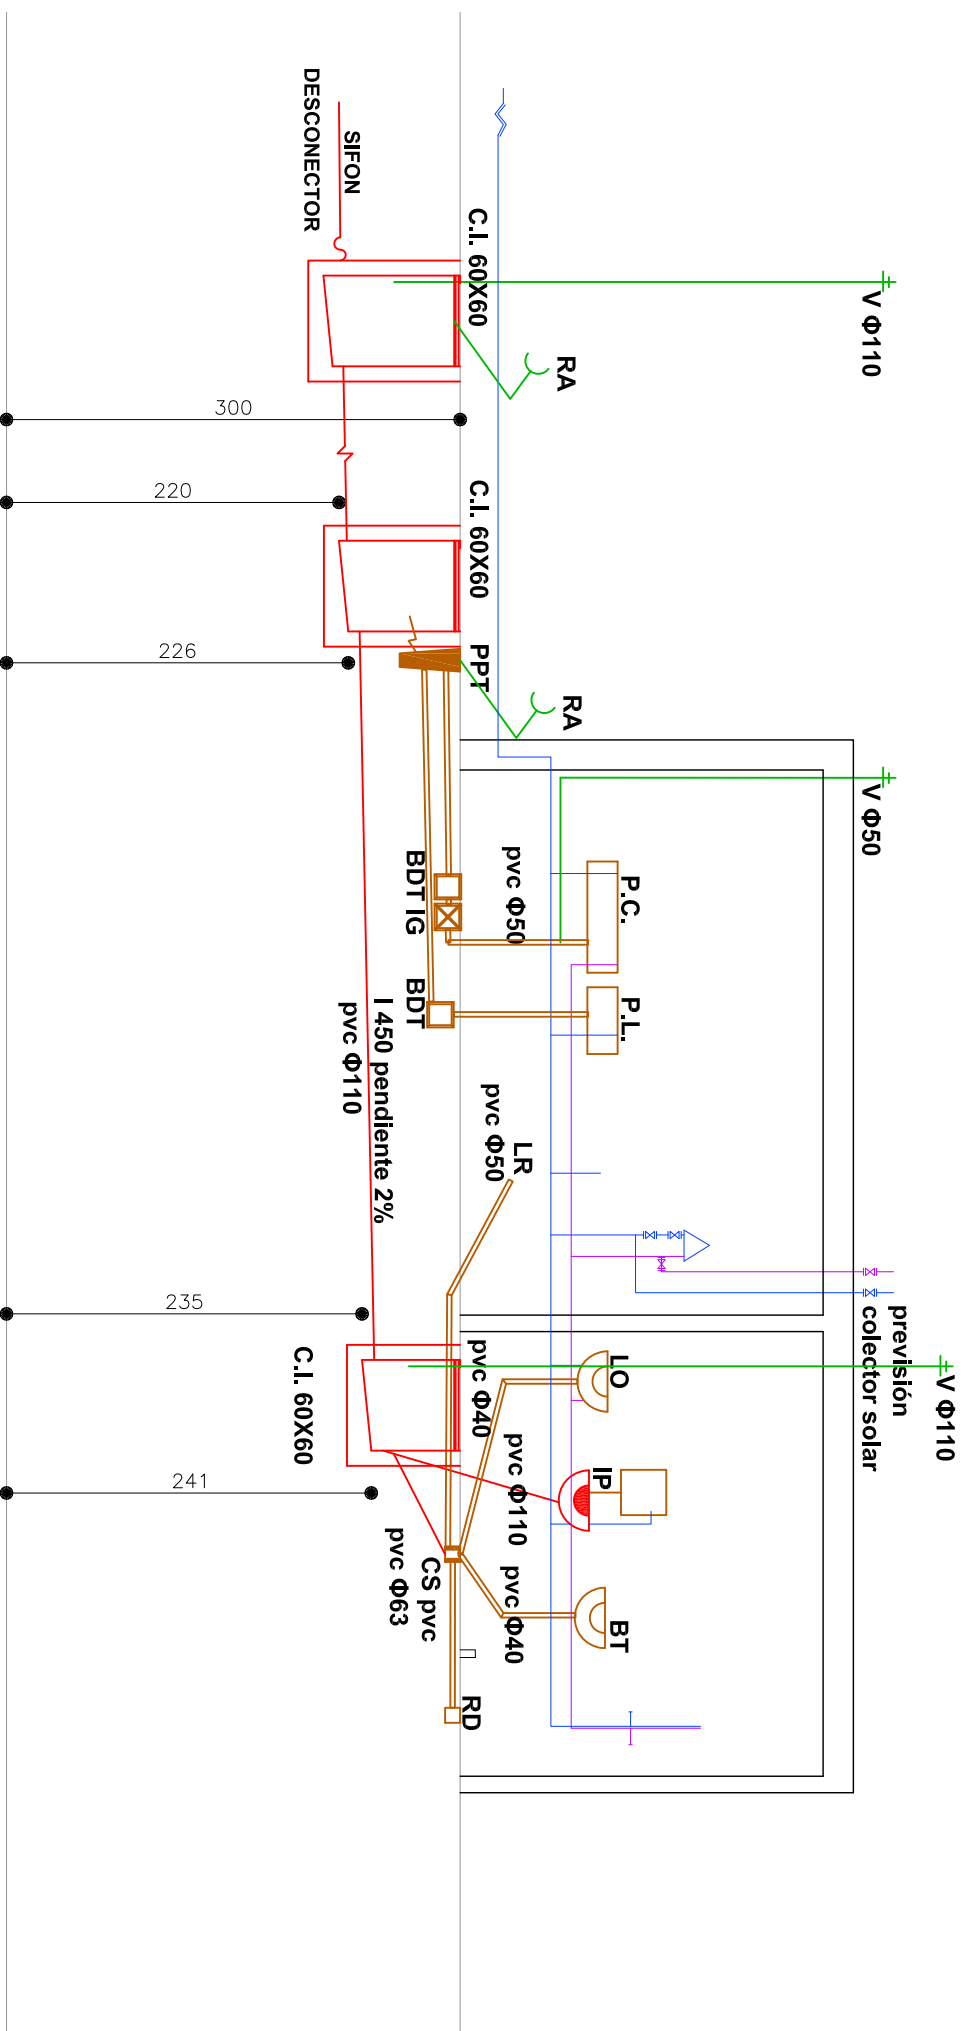 V Φ110
RA
C.I. 60X60
SIFON
DESCONECTOR
300
220
C.I. 60X60
226
PPT
RA
V Φ50
P.C.
pvc Φ50
BDT IG
P.L.
BDT
l 450 pendiente 2%
pvc Φ110
LR
pvc Φ50
previsión
colector solar
235
V Φ110
LO
pvc Φ40
C.I. 60X60
IP
pvc Φ110
241
BT
pvc Φ40
CS pvc
pvc Φ63
RD